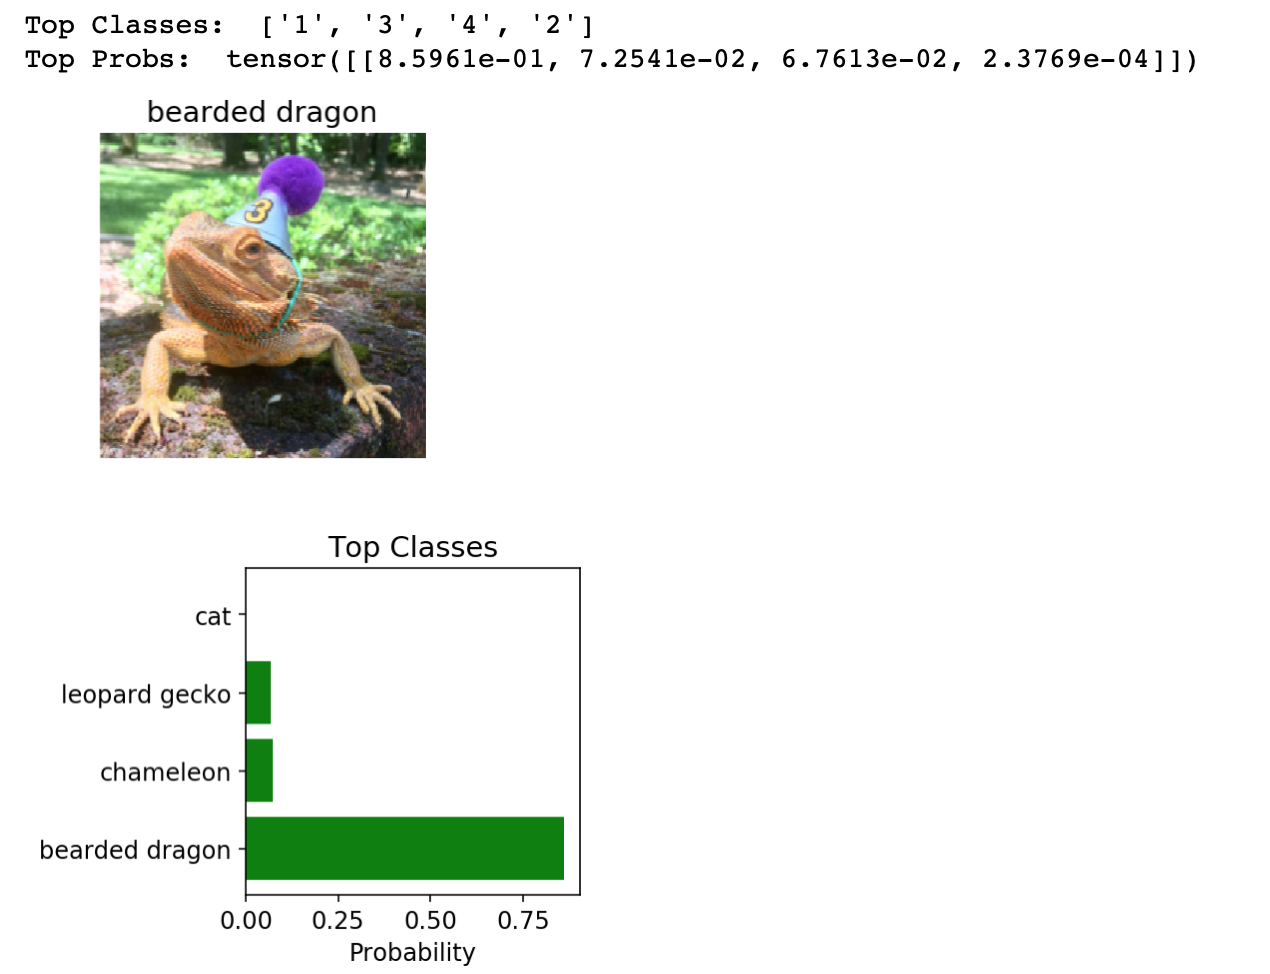 Top Classes:  ['1', '3', '4', '2']
Top Probs:  tensor([[8.5961e-01, 7.2541e-02, 6.7613e-02, 2.3769e-04]])
bearded dragon
3
Top Classes
cat
leopard gecko
chameleon
bearded dragon
0.00 0.25 0.50 0.75
Probability